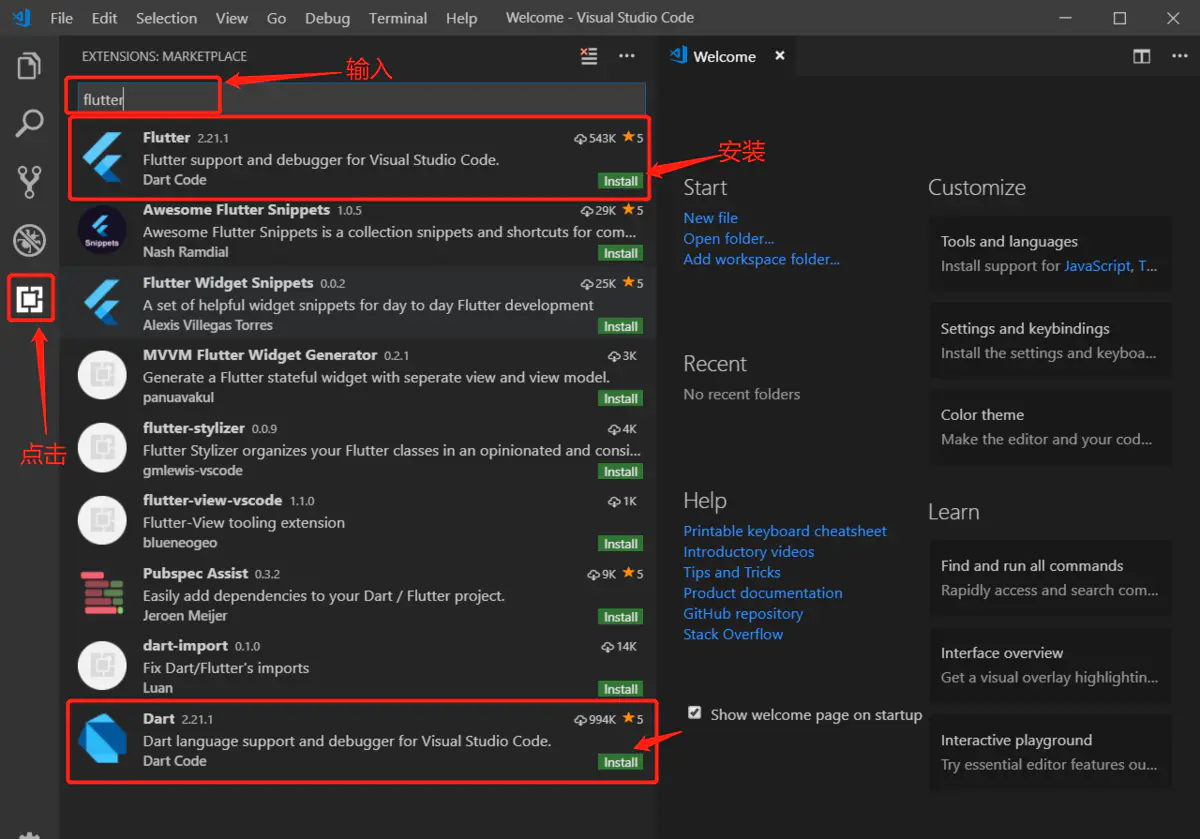 File Edit Selection View Go Debug Terminal Help Welcome - Visual Studio Code
EXTENSIONS: MARKETPLACE
Welcome
flutter
输入
Flutter 2.21.1 543K 5
Flutter support and debugger for Visual Studio Code.
Dart Code Install
安装
Awesome Flutter Snippets 1.0.5 29K 5
Awesome Flutter Snippets is a collection snippets and shortcuts for com...
Nash Ramdial Install
Snippets
Flutter Widget Snippets 0.0.2 25K 5
A set of helpful widget snippets for day to day Flutter development
Alexis Villegas Torres Install
MVVM Flutter Widget Generator 0.2.1 3K
Generate a Flutter stateful widget with seperate view and view model.
panuavakul Install
点击
flutter-stylizer 0.0.9 4K
Flutter Stylizer organizes your Flutter classes in an opinionated and consi...
gmlewis-vscode Install
flutter-view-vscode 1.1.0 1K
Flutter-View tooling extension
blueneogeo Install
Pubspec Assist 0.3.2 9K 5
Easily add dependencies to your Dart / Flutter project.
Jeroen Meijer Install
dart-import 0.1.0 14K
Fix Dart/Flutter's imports
Luan Install
Dart 2.21.1 994K 5
Dart language support and debugger for Visual Studio Code.
Dart Code Install
Start
New file
Open folder...
Add workspace folder...
Recent
No recent folders
Help
Printable keyboard cheatsheet
Introductory videos
Tips and Tricks
Product documentation
GitHub repository
Stack Overflow
Show welcome page on startup
Customize
Tools and languages
Install support for JavaScript, T...
Settings and keybindings
Install the settings and keyboa...
Color theme
Make the editor and your cod...
Learn
Find and run all commands
Rapidly access and search com...
Interface overview
Get a visual overlay highlightin...
Interactive playground
Try essential editor features ou...